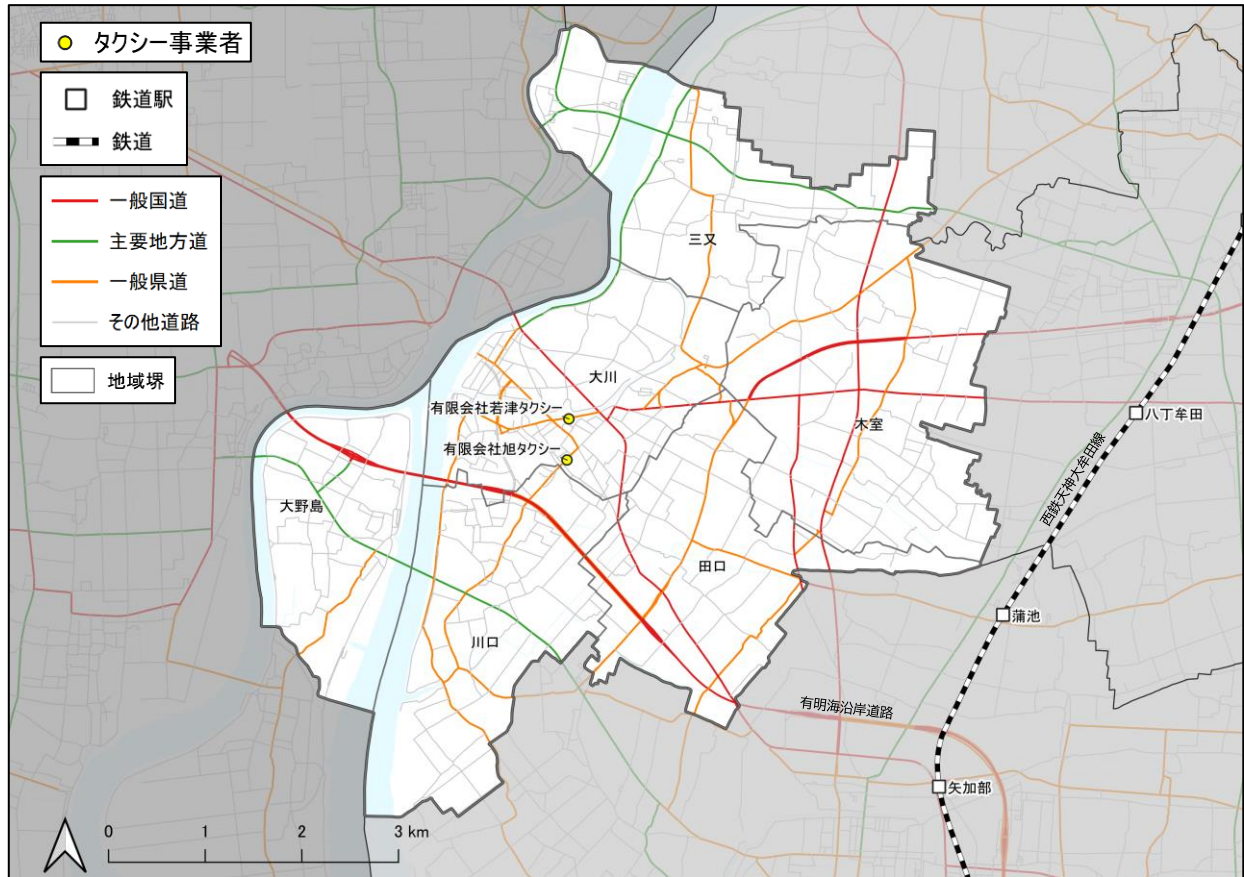 タクシー事業者
鉄道駅
鉄道
一般国道
主要地方道
一般県道
その他道路
地域堺
三又
大川
有限会社若津タクシー
有限会社旭タクシー
木室
八丁牟田
西鉄天神大牟田線
大野島
田口
蒲池
川口
有明海沿岸道路
矢加部
0 1 2 3 km